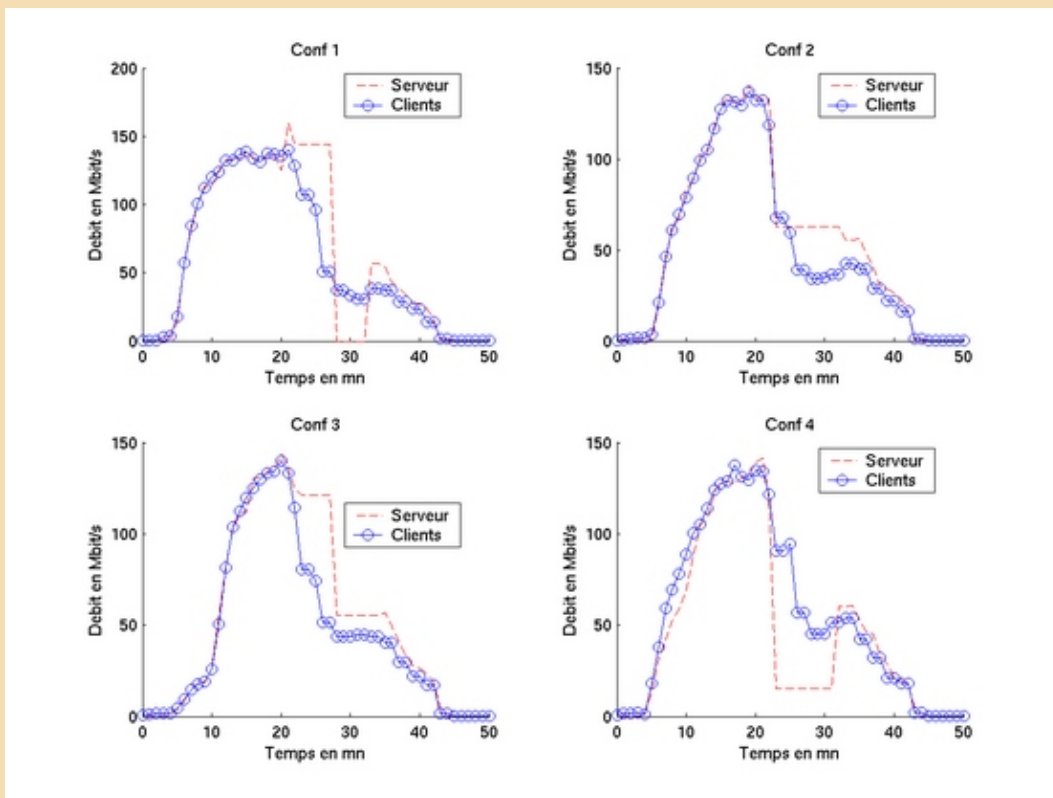 Conf 1
200
150
100
50
0
Debit en Mbit/s
Serveur
Clients
0 10 20 30 40 50
Temps en mn
Conf 2
150
100
50
0
Debit en Mbit/s
Serveur
Clients
0 10 20 30 40 50
Temps en mn
Conf 3
150
100
50
0
Debit en Mbit/s
Serveur
Clients
0 10 20 30 40 50
Temps en mn
Conf 4
150
100
50
0
Debit en Mbit/s
Serveur
Clients
0 10 20 30 40 50
Temps en mn